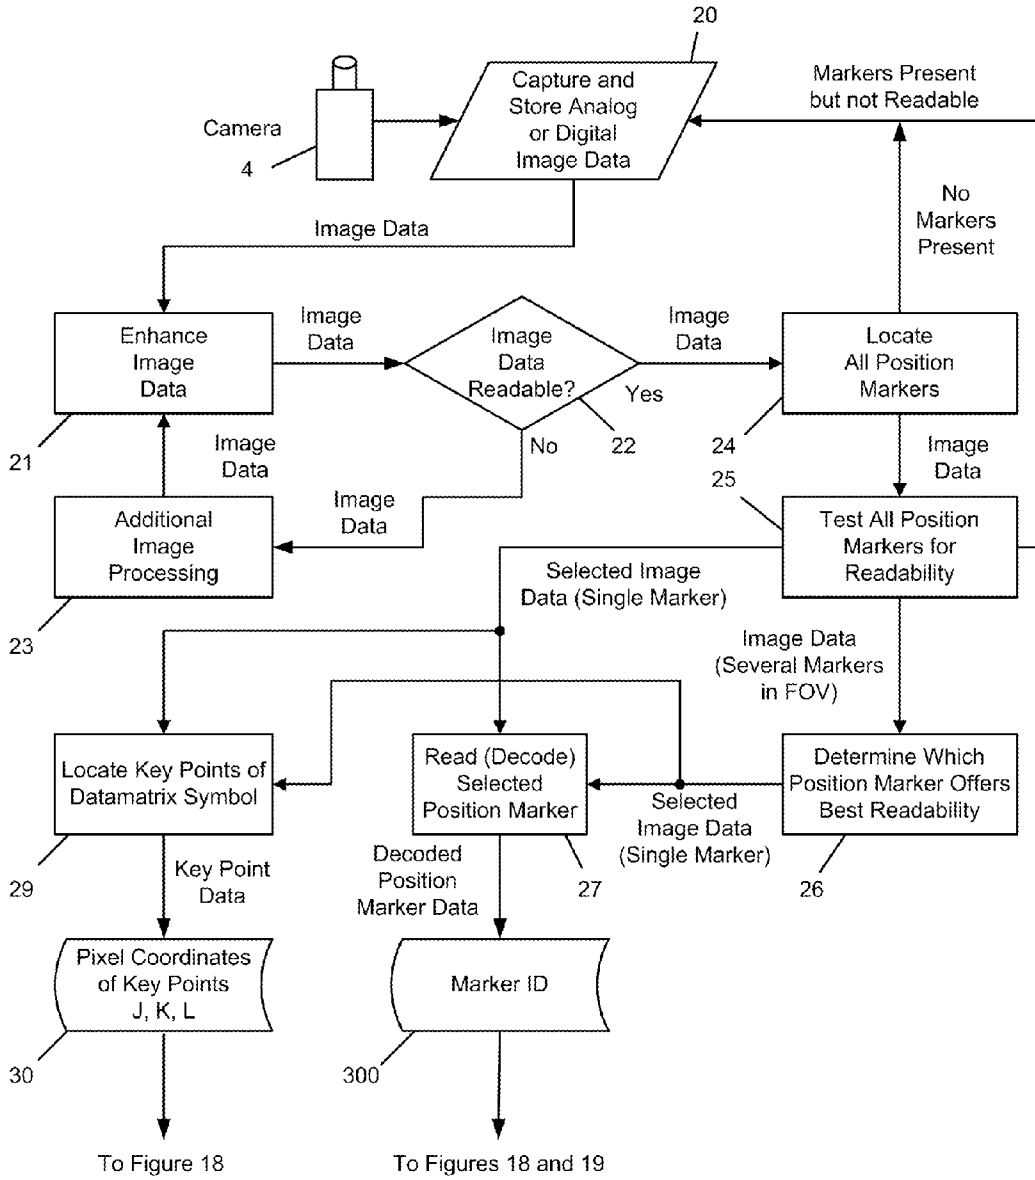 20
Capture and
Store Analog
or Digital
Image Data
Markers Present
but not Readable
Camera
4
No
Markers
Present
Image Data
Enhance
Image
Data
Image
Data
Image
Data
Readable?
Image
Data
Yes
Locate
All Position
Markers
21
Image
Data
No
22
24
Image
Data
25
Additional
Image
Processing
Image
Data
Test All Position
Markers for
Readability
Selected Image
Data (Single Marker)
23
Image Data
(Several Markers
in FOV)
Locate Key Points of
Datamatrix Symbol
Read (Decode)
Selected
Position Marker
Determine Which
Position Marker Offers
Best Readability
Selected
Image Data
(Single Marker)
29
Key Point
Data
Decoded
Position
Marker Data
27
26
Pixel Coordinates
of Key Points
J, K, L
Marker ID
30
300
To Figure 18
To Figures 18 and 19